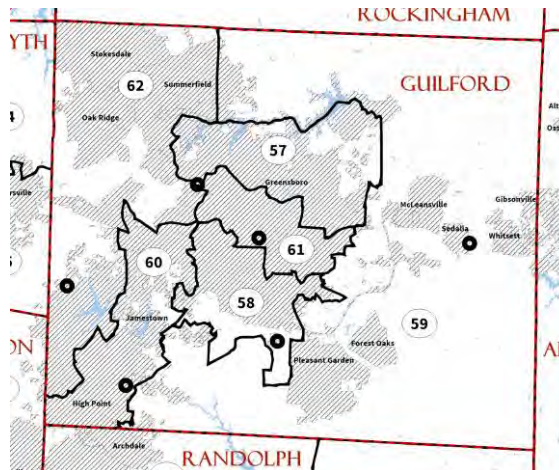 ROCKINGHAM
YTH
Stokesdale
GUILFORD
62
Summerfield
Oak Ridge
57
Greensboro
McLeansville
Gibsonville
Sedalia
Whitsett
60
61
58
59
Jamestown
Forest Oaks
Pleasant Garden
High Point
Archdale
RANDOLPH